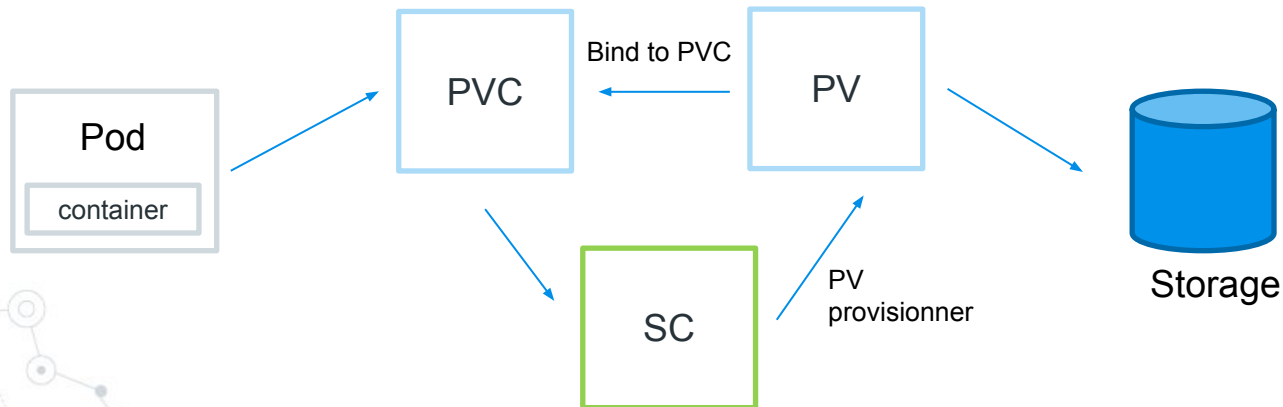 Pod
container
PVC
Bind to PVC
PV
SC
PV
provisionner
Storage